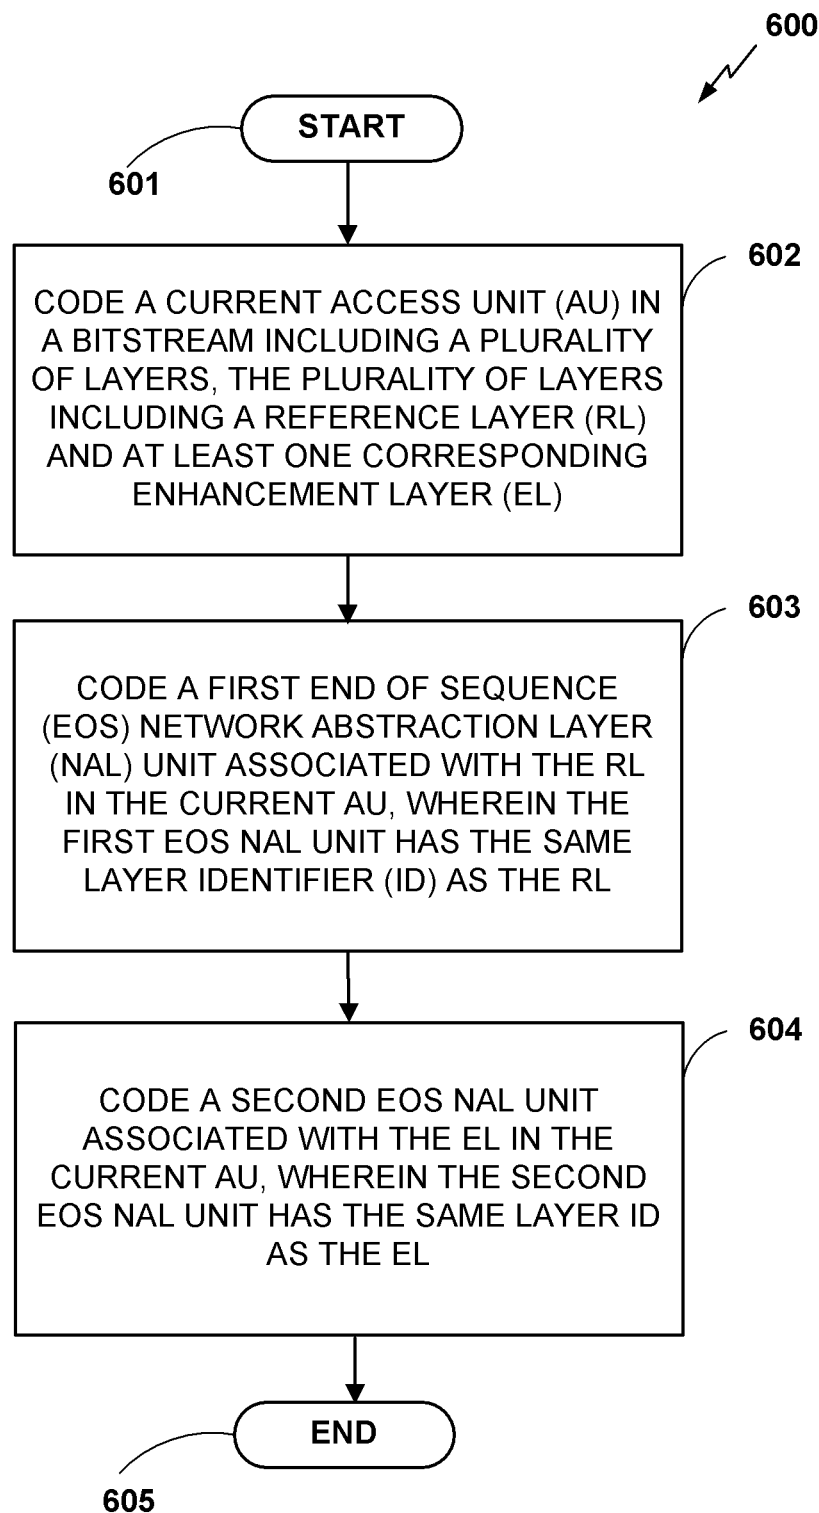 600
START
601
602
CODE A CURRENT ACCESS UNIT (AU) IN
A BITSTREAM INCLUDING A PLURALITY
OF LAYERS, THE PLURALITY OF LAYERS
INCLUDING A REFERENCE LAYER (RL)
AND AT LEAST ONE CORRESPONDING
ENHANCEMENT LAYER (EL)
603
CODE A FIRST END OF SEQUENCE
(EOS) NETWORK ABSTRACTION LAYER
(NAL) UNIT ASSOCIATED WITH THE RL
IN THE CURRENT AU, WHEREIN THE
FIRST EOS NAL UNIT HAS THE SAME
LAYER IDENTIFIER (ID) AS THE RL
604
CODE A SECOND EOS NAL UNIT
ASSOCIATED WITH THE EL IN THE
CURRENT AU, WHEREIN THE SECOND
EOS NAL UNIT HAS THE SAME LAYER ID
AS THE EL
END
605